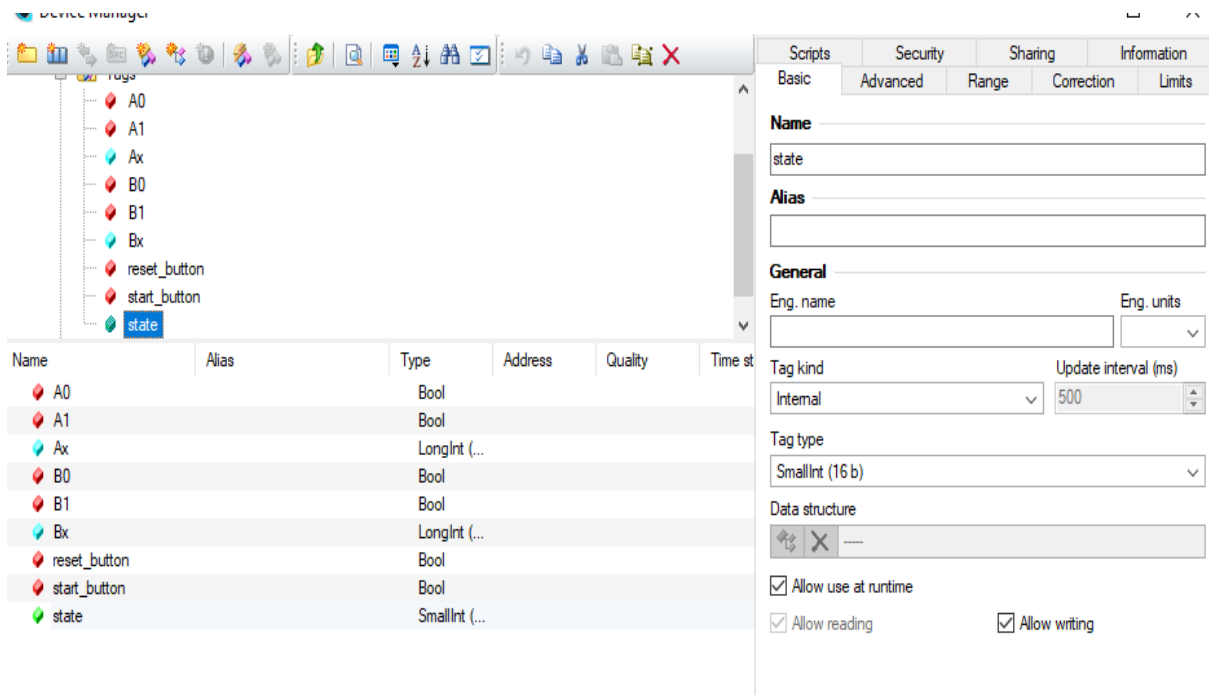 Device Manager
Tags
A0
A1
Ax
B0
B1
Bx
reset_button
start_button
state
Name Alias Type Address Quality Time st
A0 Bool
A1 Bool
Ax LongInt (...
B0 Bool
B1 Bool
Bx LongInt (...
reset_button Bool
start_button Bool
state SmallInt (...
Scripts Security Sharing Information
Basic Advanced Range Correction Limits
Name
state
Alias
General
Eng. name Eng. units
Tag kind Update interval (ms)
Internal 500
Tag type
SmallInt (16 b)
Data structure
-----
Allow use at runtime
Allow reading Allow writing